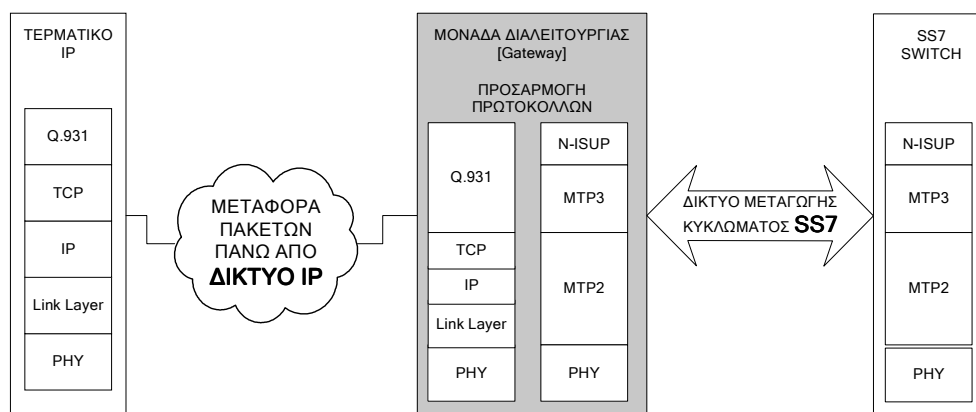 ΤΕΡΜΑΤΙΚΟ
IP
Q.931
TCP
IP
Link Layer
PHY
ΜΕΤΑΦΟΡΑ
ΠΑΚΕΤΩΝ
ΠΑΝΩ ΑΠΟ
ΔΙΚΤΥΟ IP
ΜΟΝΑΔΑ ΔΙΑΛΕΙΤΟΥΡΓΙΑΣ
[Gateway]
ΠΡΟΣΑΡΜΟΓΗ
ΠΡΩΤΟΚΟΛΛΩΝ
Q.931
TCP
IP
Link Layer
PHY
N-ISUP
MTP3
MTP2
PHY
ΔΙΚΤΥΟ ΜΕΤΑΓΩΓΗΣ
ΚΥΚΛΩΜΑΤΟΣ SS7
SS7
SWITCH
N-ISUP
MTP3
MTP2
PHY